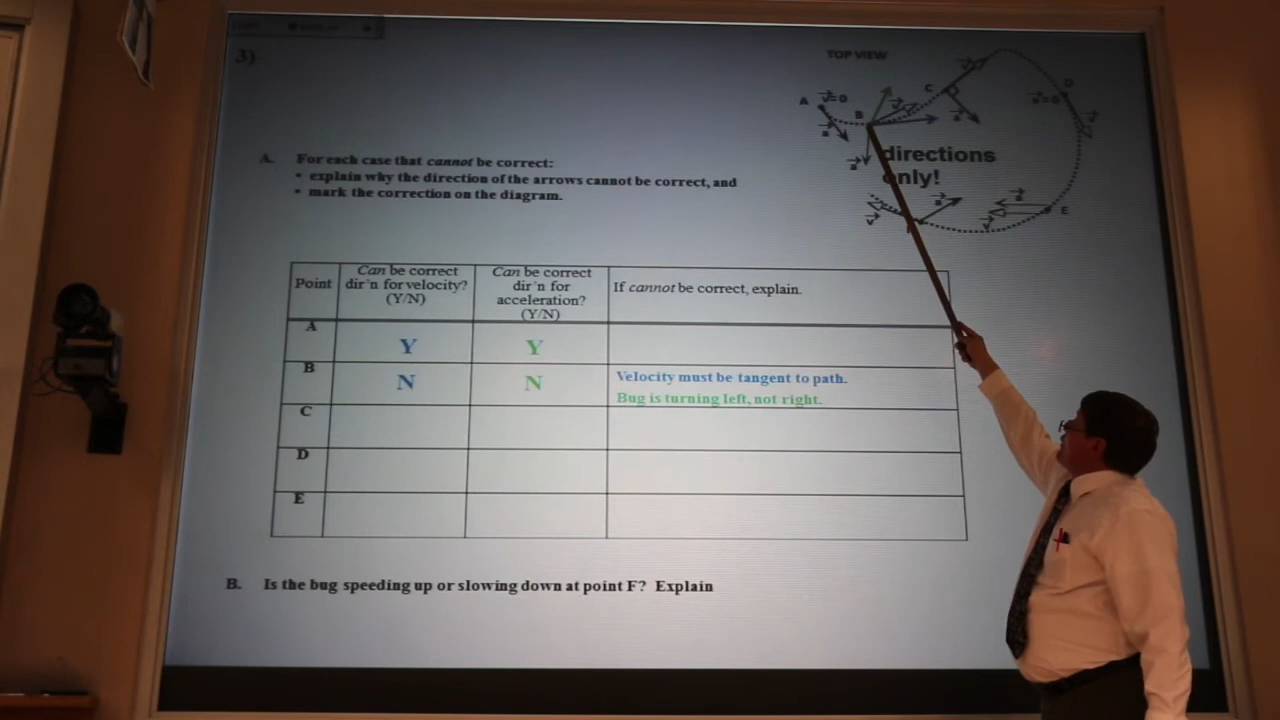 3)
TOP VIEW
A
v=0
B
C
D
a=0
v
a
directions
only!
E
A. For each case that cannot be correct:
• explain why the direction of the arrows cannot be correct, and
• mark the correction on the diagram.
Point
Can be correct
dir'n for velocity?
(Y/N)
Can be correct
dir'n for
acceleration?
(Y/N)
If cannot be correct, explain.
A
Y
Y
B
N
N
Velocity must be tangent to path.
Bug is turning left, not right.
C
D
E
B. Is the bug speeding up or slowing down at point F? Explain